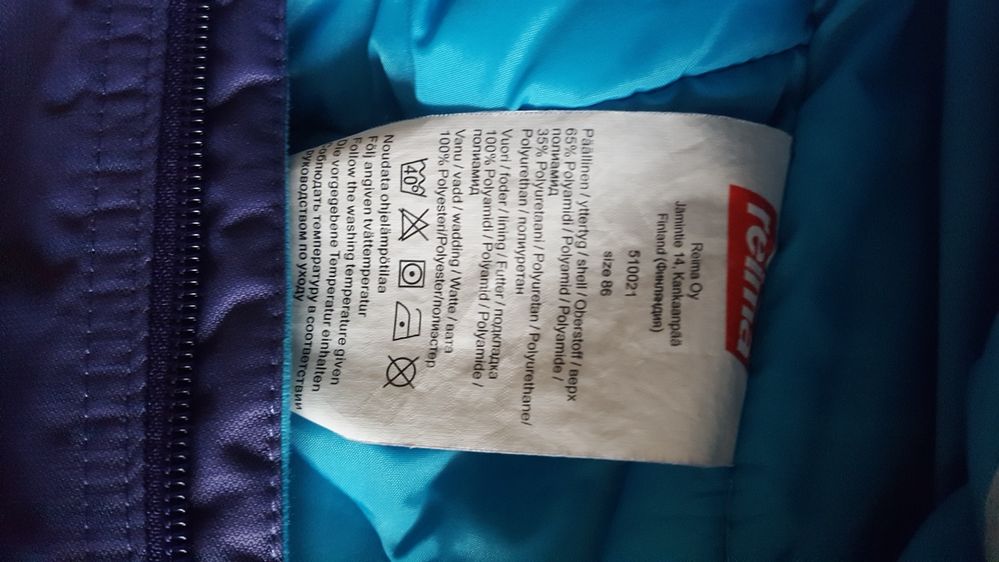 reima
Reima Oy
Jämintie 14, Kankaanpää
Finland (Финляндия)
510021
size 86
Päällinen / yttertyg / shell / Oberstoff / верх
65% Polyamidi / Polyamid / Polyamide /
полиамид
35% Polyuretaani / Polyuretan / Polyurethane/
Polyurethan / полиуретан
Vuori / foder / lining / Futter / подкладка
100% Polyamidi / Polyamid / Polyamide /
полиамид
Vanu / vadd / wadding / Watte / вата
100% Polyesteri/Polyester/полиэстер
40°
Noudata ohjelämpötilaa
Följ angiven tvättemperatur
Follow the washing temperature given
Die vorgegebene Temperatur einhalten
соблюдать температуру в соответствии
руководством по уходу